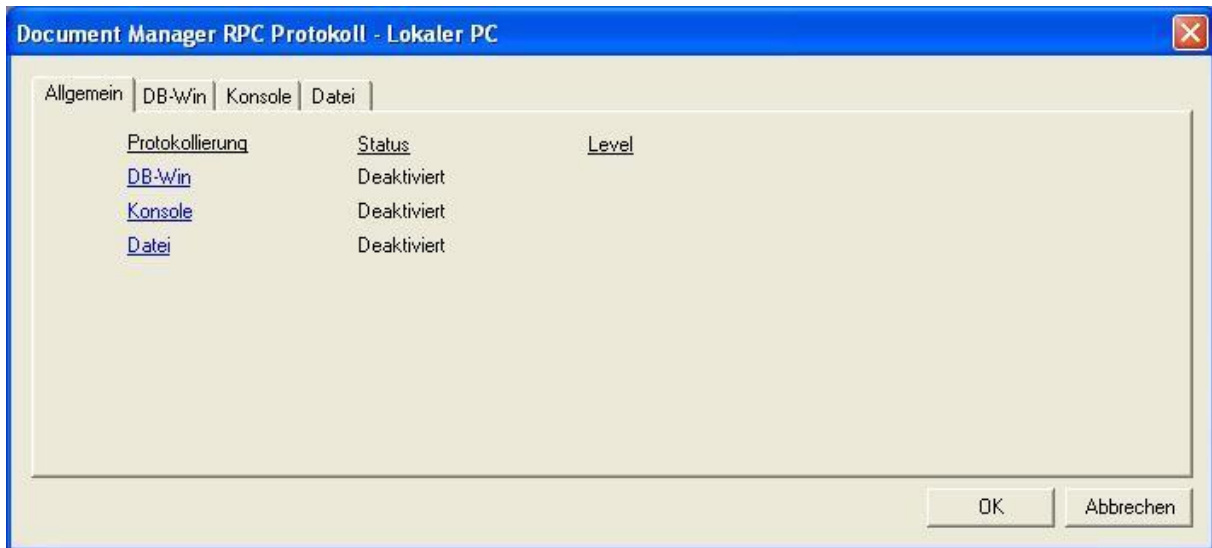 Document Manager RPC Protokoll - Lokaler PC
Allgemein DB-Win Konsole Datei
Protokollierung Status Level
DB-Win Deaktiviert
Konsole Deaktiviert
Datei Deaktiviert
OK Abbrechen